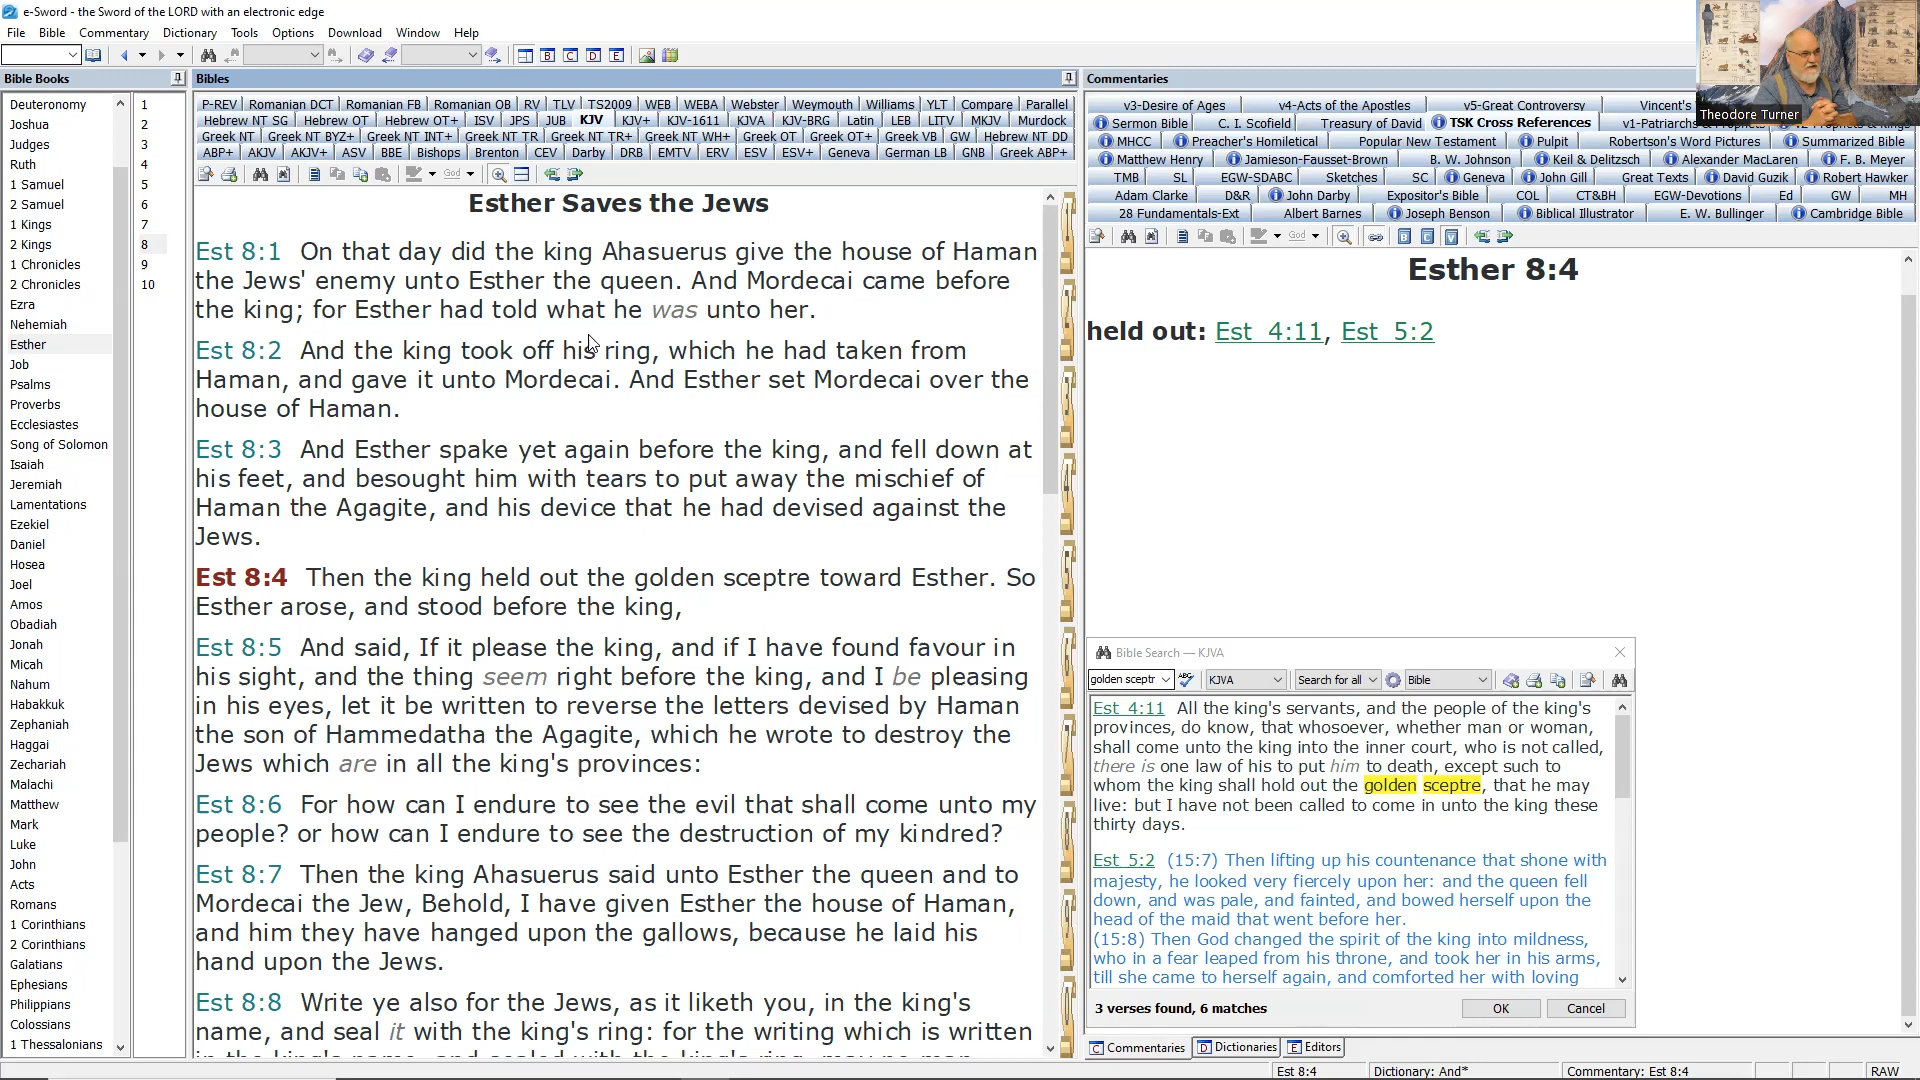 e-Sword - the Sword of the LORD with an electronic edge
File Bible Commentary Dictionary Tools Options Download Window Help
B C D E
Bible Books
Deuteronomy
Joshua
Judges
Ruth
1 Samuel
2 Samuel
1 Kings
2 Kings
1 Chronicles
2 Chronicles
Ezra
Nehemiah
Esther
Job
Psalms
Proverbs
Ecclesiastes
Song of Solomon
Isaiah
Jeremiah
Lamentations
Ezekiel
Daniel
Hosea
Joel
Amos
Obadiah
Jonah
Micah
Nahum
Habakkuk
Zephaniah
Haggai
Zechariah
Malachi
Matthew
Mark
Luke
John
Acts
Romans
1 Corinthians
2 Corinthians
Galatians
Ephesians
Philippians
Colossians
1 Thessalonians
1
2
3
4
5
6
7
8
9
10
Bibles
P-REV Romanian DCT Romanian FB Romanian OB RV TLV TS2009 WEB WEBA Webster Weymouth Williams YLT Compare Parallel
Hebrew NT SG Hebrew OT Hebrew OT+ ISV JPS JUB KJV KJV+ KJV-1611 KJVA KJV-BRG Latin LEB LITV MKJV Murdock
Greek NT Greek NT BYZ+ Greek NT INT+ Greek NT TR Greek NT TR+ Greek NT WH+ Greek OT Greek OT+ Greek VB GW Hebrew NT DD
ABP+ AKJV AKJV+ ASV BBE Bishops Brenton CEV Darby DRB EMTV ERV ESV ESV+ Geneva German LB GNB Greek ABP+
God
Esther Saves the Jews
Est 8:1 On that day did the king Ahasuerus give the house of Haman
the Jews' enemy unto Esther the queen. And Mordecai came before
the king; for Esther had told what he was unto her.
Est 8:2 And the king took off his ring, which he had taken from
Haman, and gave it unto Mordecai. And Esther set Mordecai over the
house of Haman.
Est 8:3 And Esther spake yet again before the king, and fell down at
his feet, and besought him with tears to put away the mischief of
Haman the Agagite, and his device that he had devised against the
Jews.
Est 8:4 Then the king held out the golden sceptre toward Esther. So
Esther arose, and stood before the king,
Est 8:5 And said, If it please the king, and if I have found favour in
his sight, and the thing seem right before the king, and I be pleasing
in his eyes, let it be written to reverse the letters devised by Haman
the son of Hammedatha the Agagite, which he wrote to destroy the
Jews which are in all the king's provinces:
Est 8:6 For how can I endure to see the evil that shall come unto my
people? or how can I endure to see the destruction of my kindred?
Est 8:7 Then the king Ahasuerus said unto Esther the queen and to
Mordecai the Jew, Behold, I have given Esther the house of Haman,
and him they have hanged upon the gallows, because he laid his
hand upon the Jews.
Est 8:8 Write ye also for the Jews, as it liketh you, in the king's
name, and seal it with the king's ring: for the writing which is written
in the king's name, and sealed with the king's ring, may no man
Commentaries
v3-Desire of Ages v4-Acts of the Apostles v5-Great Controversy Vincent's
Sermon Bible C. I. Scofield Treasury of David TSK Cross References v1-Patriarchs
MHCC Preacher's Homiletical Popular New Testament Pulpit Robertson's Word Pictures Summarized Bible
Matthew Henry Jamieson-Fausset-Brown B. W. Johnson Keil & Delitzsch Alexander MacLaren F. B. Meyer
TMB SL EGW-SDABC Sketches SC Geneva John Gill Great Texts David Guzik Robert Hawker
Adam Clarke D&R John Darby Expositor's Bible COL CT&BH EGW-Devotions Ed GW MH
28 Fundamentals-Ext Albert Barnes Joseph Benson Biblical Illustrator E. W. Bullinger Cambridge Bible
God B C V
Theodore Turner
Esther 8:4
held out: Est 4:11, Est 5:2
Bible Search — KJVA
golden sceptr KJVA Search for all Bible
Est 4:11 All the king's servants, and the people of the king's
provinces, do know, that whosoever, whether man or woman,
shall come unto the king into the inner court, who is not called,
there is one law of his to put him to death, except such to
whom the king shall hold out the golden sceptre, that he may
live: but I have not been called to come in unto the king these
thirty days.
Est 5:2 (15:7) Then lifting up his countenance that shone with
majesty, he looked very fiercely upon her: and the queen fell
down, and was pale, and fainted, and bowed herself upon the
head of the maid that went before her.
(15:8) Then God changed the spirit of the king into mildness,
who in a fear leaped from his throne, and took her in his arms,
till she came to herself again, and comforted her with loving
3 verses found, 6 matches OK Cancel
C Commentaries D Dictionaries E Editors
Est 8:4 Dictionary: And* Commentary: Est 8:4 RAW